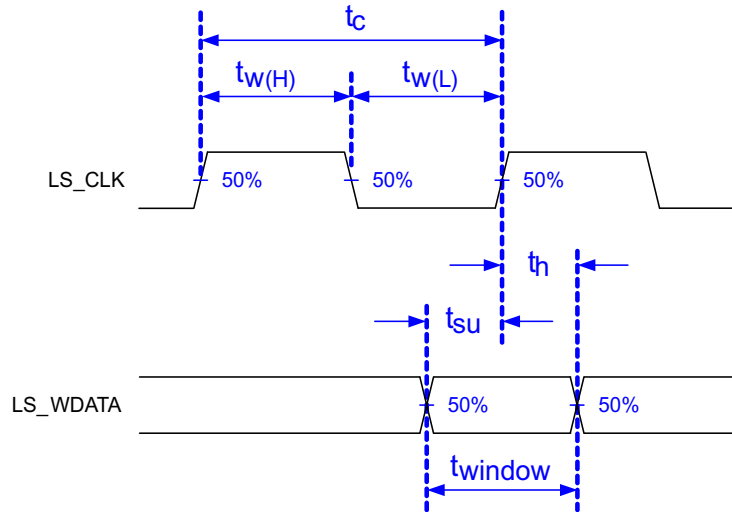 tc
tw(H) tw(L)
LS_CLK 50% 50% 50%
th
tsu
LS_WDATA 50% 50%
twindow